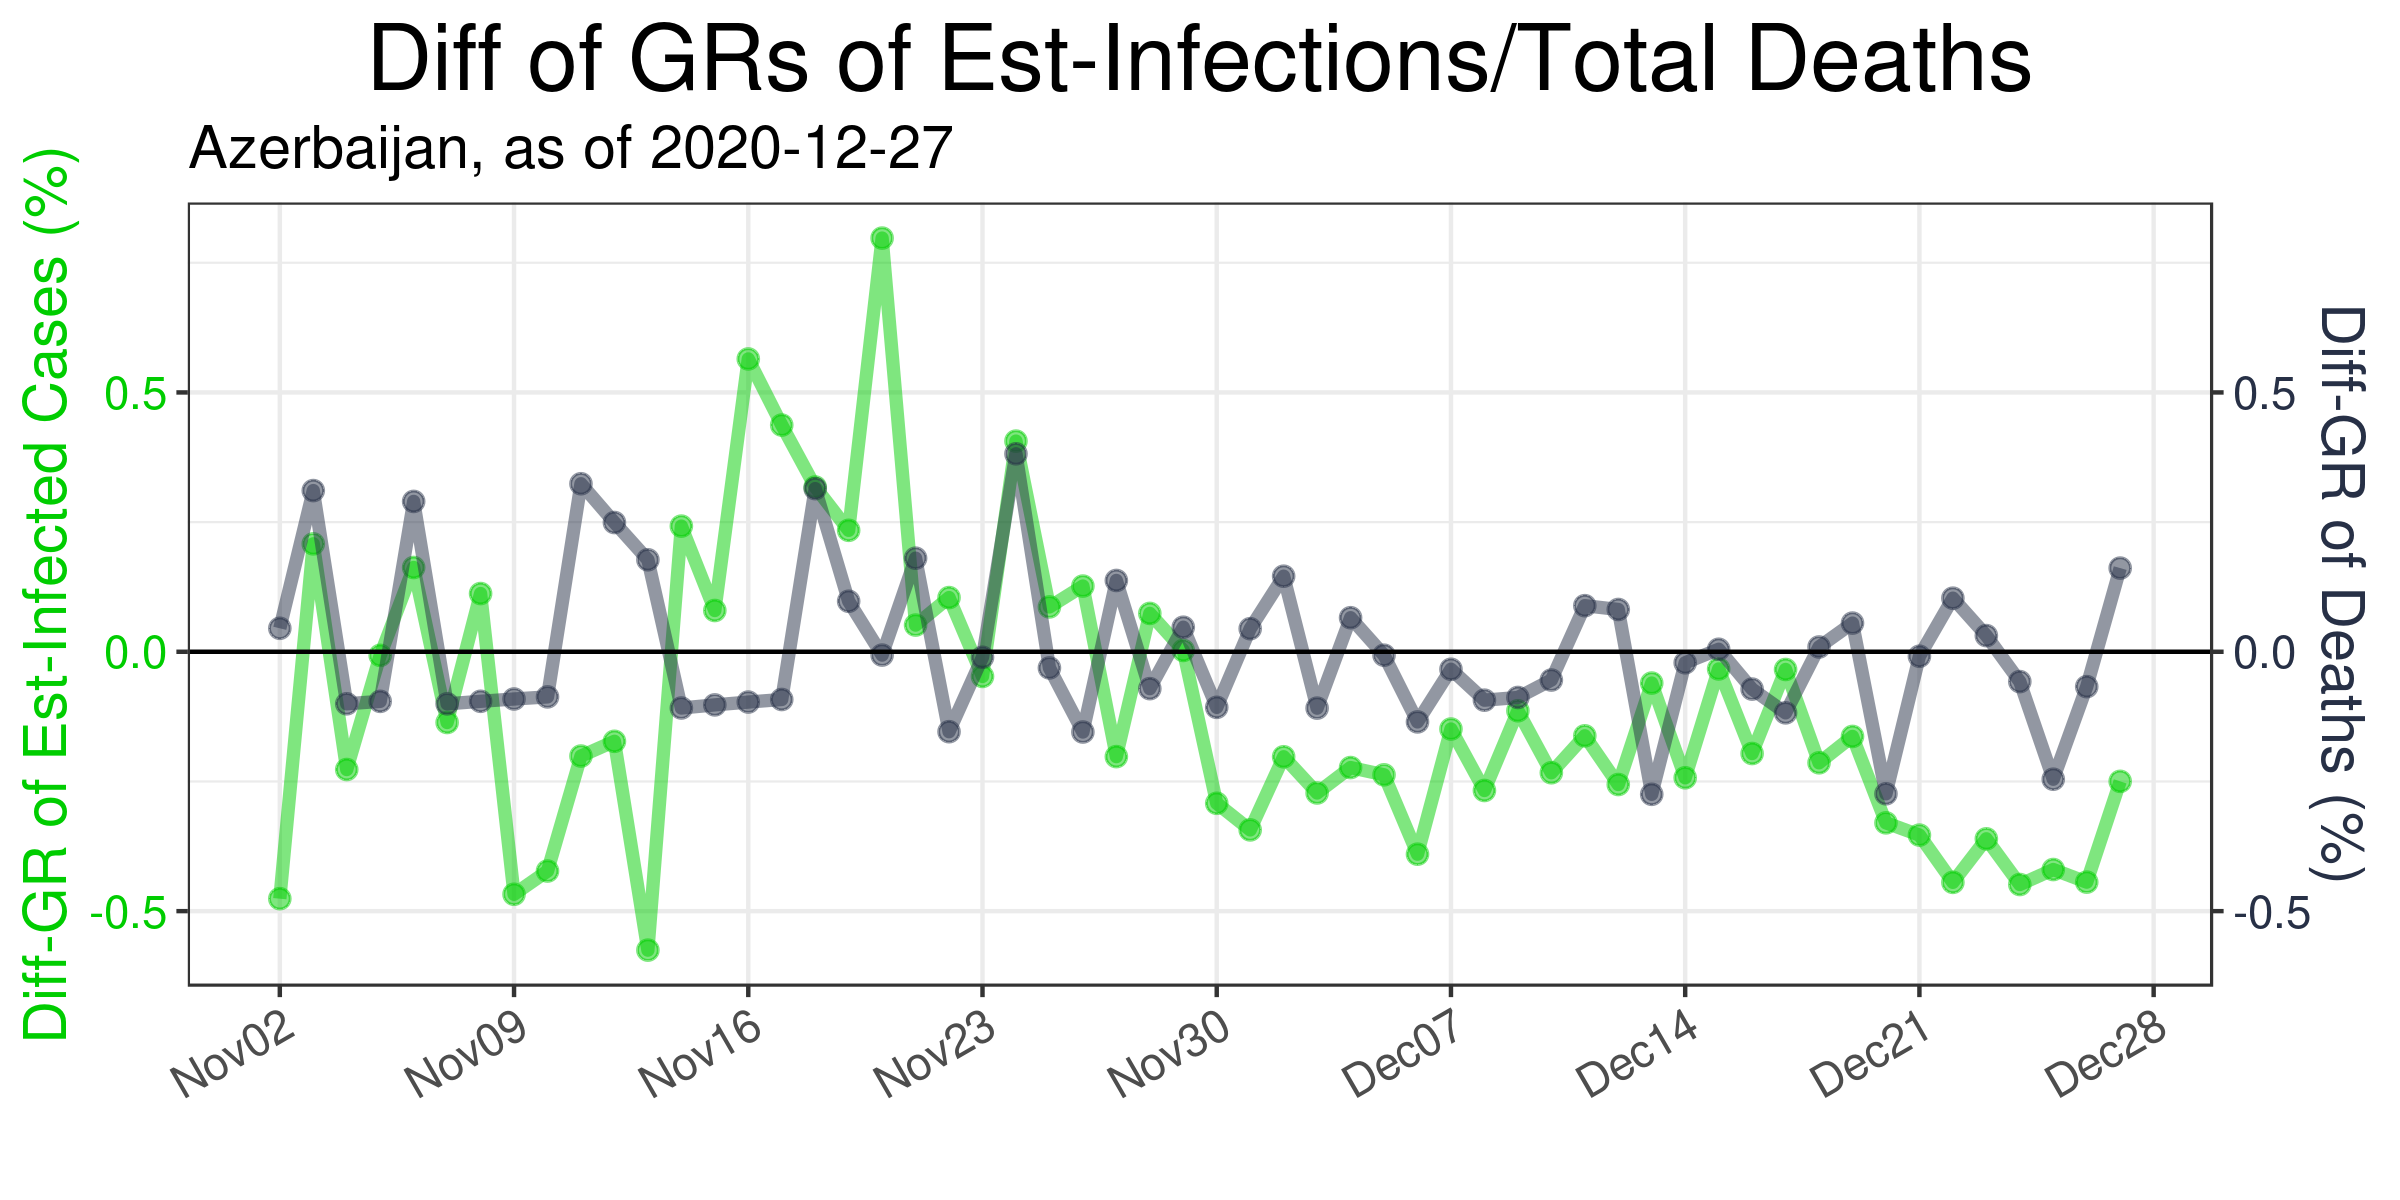 Diff of GRs of Est-Infections/Total Deaths
Azerbaijan, as of 2020-12-27
Diff-GR of Est-Infected Cases (%)
0.5
0.0
-0.5
0.5
0.0
-0.5
Diff-GR of Deaths (%)
Nov02
Nov09
Nov16
Nov23
Nov30
Dec07
Dec14
Dec21
Dec28